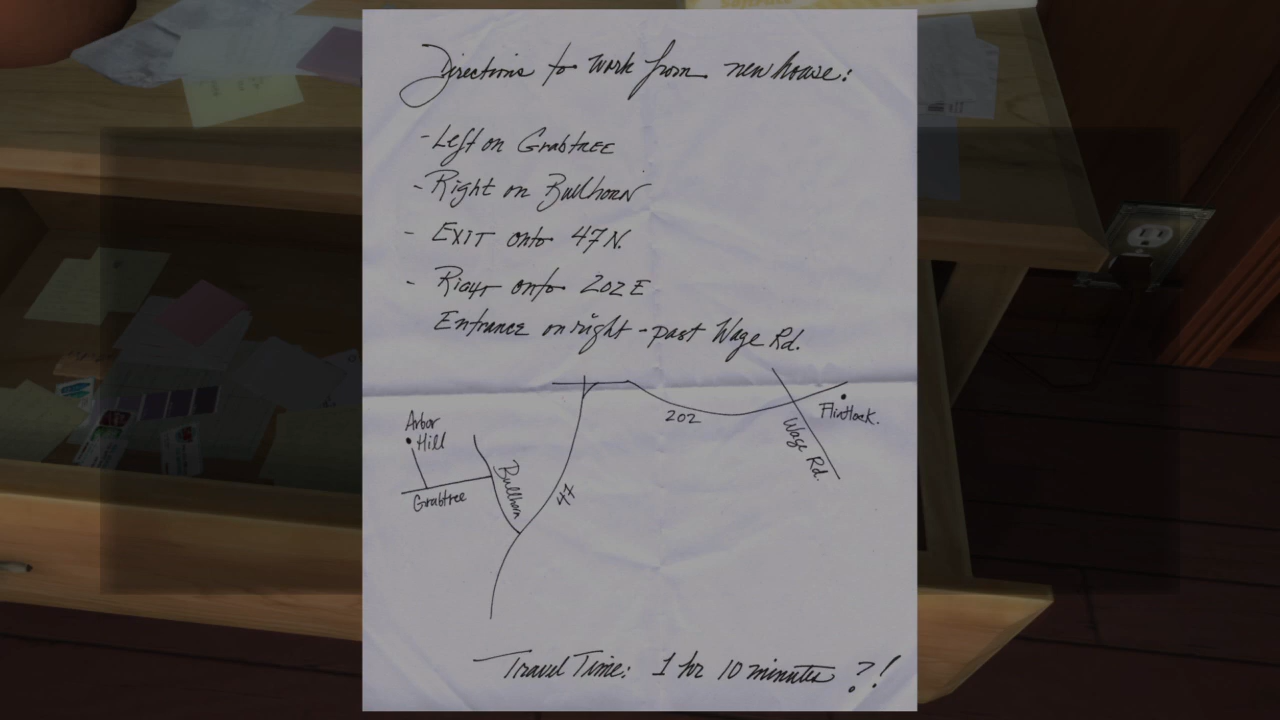 Directions to work from new house:
- Left on Grabtree
- Right on Bullhorn
- Exit onto 47 N.
- Right onto 202 E
Entrance on right - past Wage Rd.
Arbor
Hill
Grabtree
Bullhorn
47
202
Wage Rd.
Flintlock.
Travel Time: 1 hr 10 minutes ?!